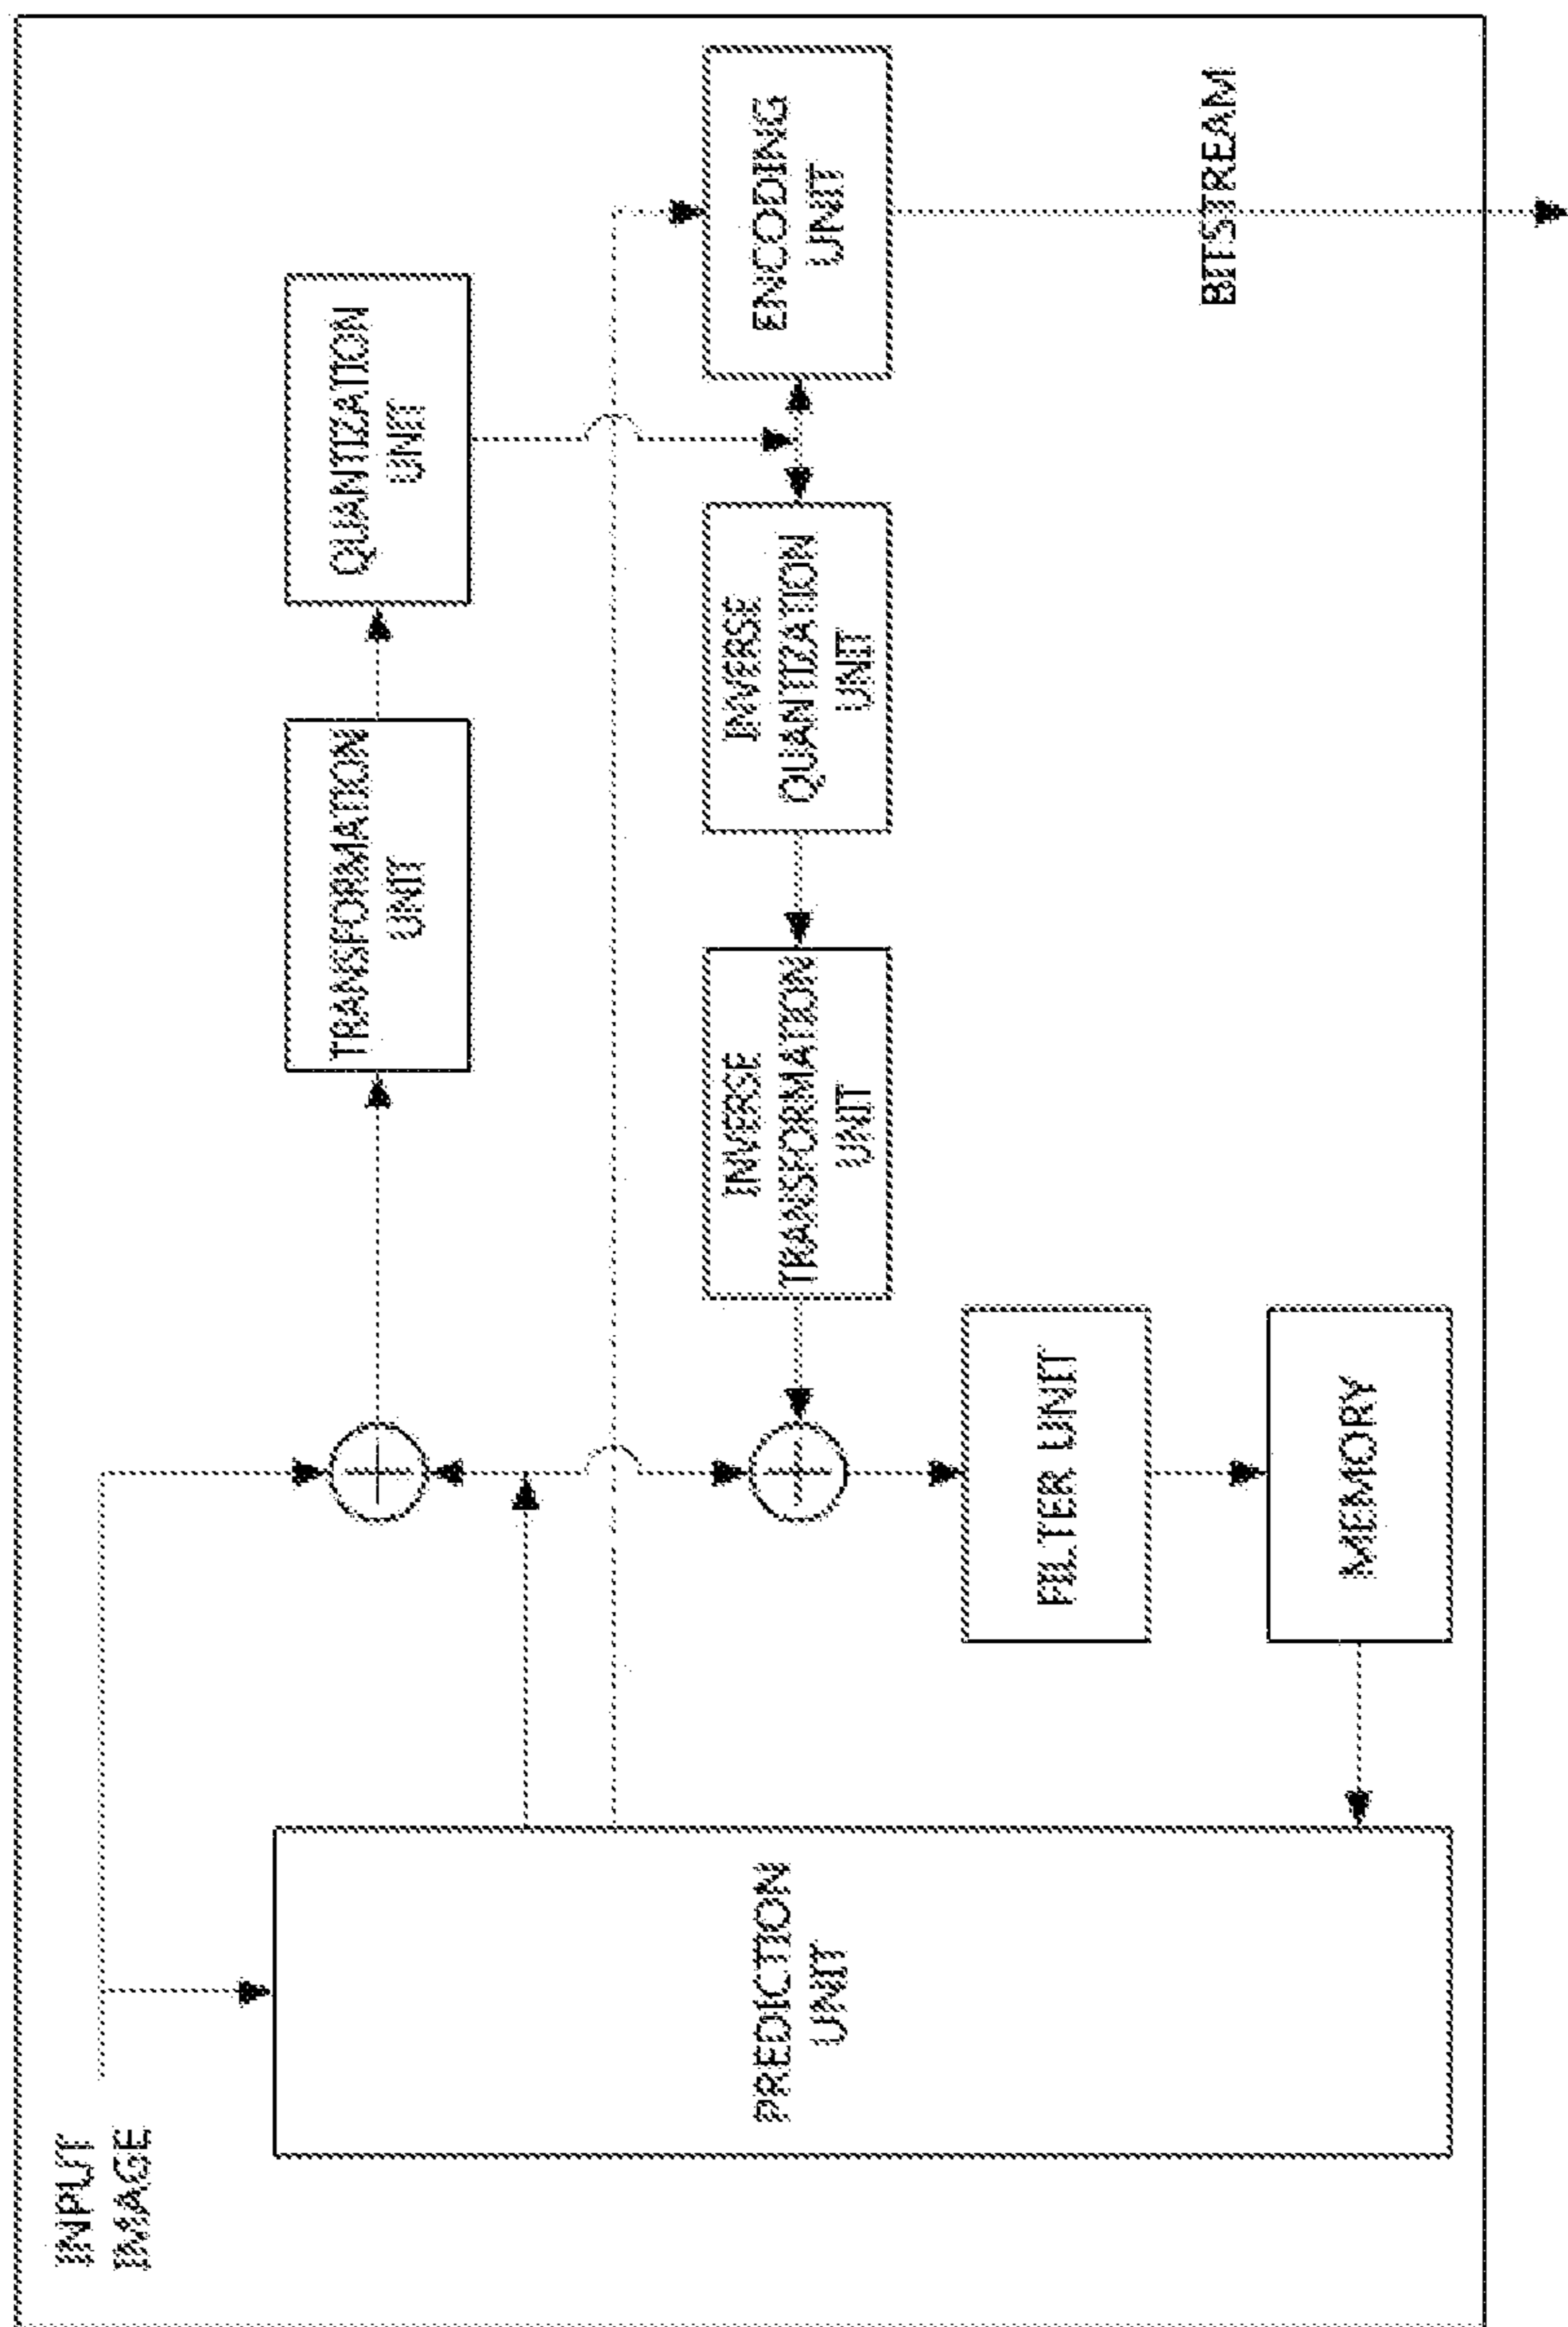 INPUT
IMAGE
PREDICTION
UNIT
TRANSFORMATION
UNIT
QUANTIZATION
UNIT
INVERSE
TRANSFORMATION
UNIT
INVERSE
QUANTIZATION
UNIT
ENCODING
UNIT
FILTER UNIT
MEMORY
BITSTREAM